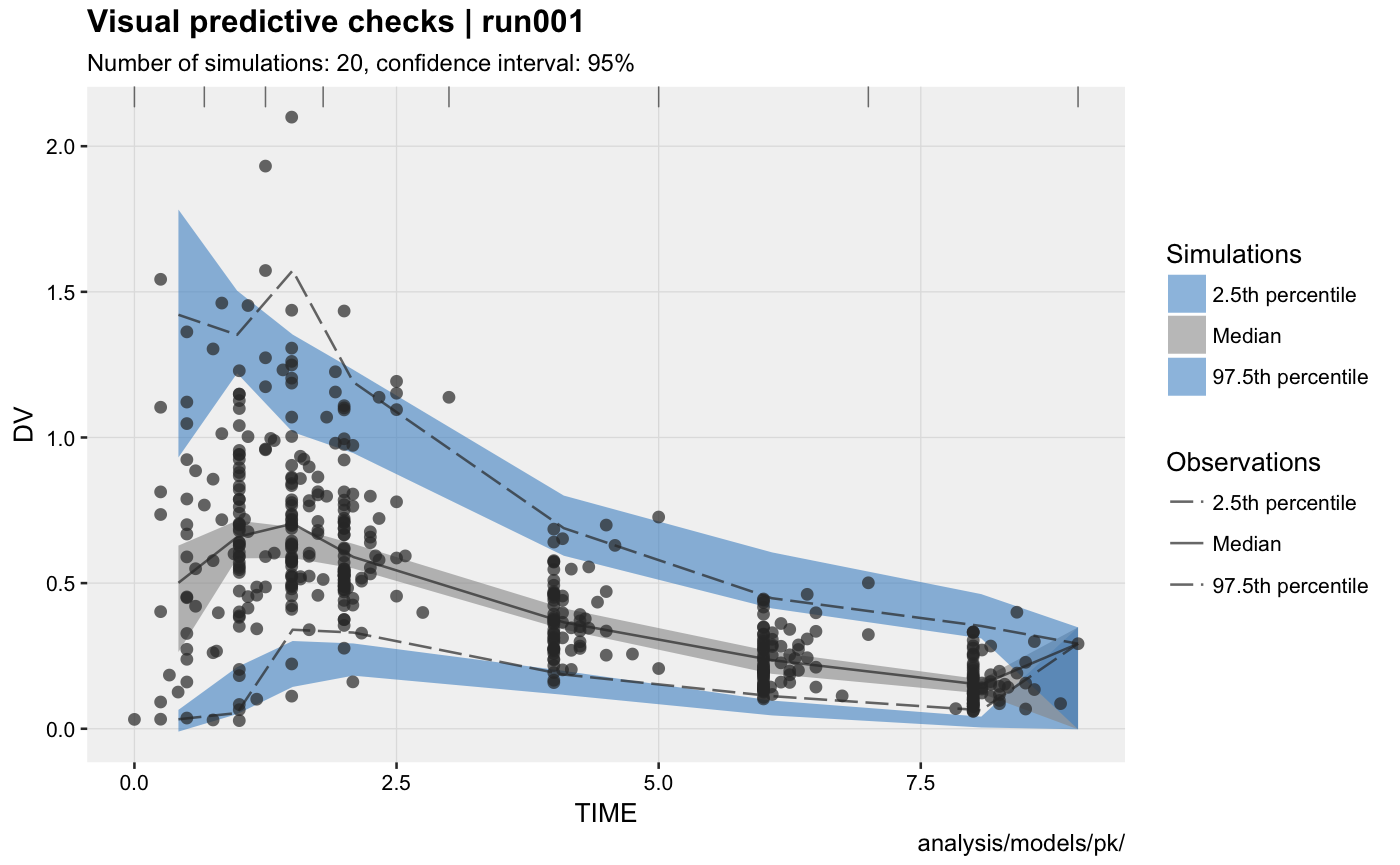 Visual predictive checks | run001
Number of simulations: 20, confidence interval: 95%
2.0
1.5
1.0
0.5
0.0
DV
0.0 2.5 5.0 7.5
TIME
analysis/models/pk/
Simulations
2.5th percentile
Median
97.5th percentile
Observations
2.5th percentile
Median
97.5th percentile